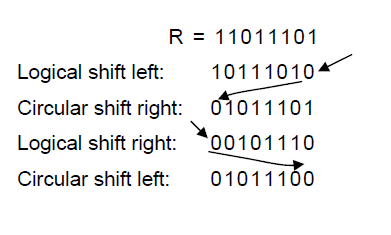 R = 11011101
Logical shift left: 10111010
Circular shift right: 01011101
Logical shift right: 00101110
Circular shift left: 01011100